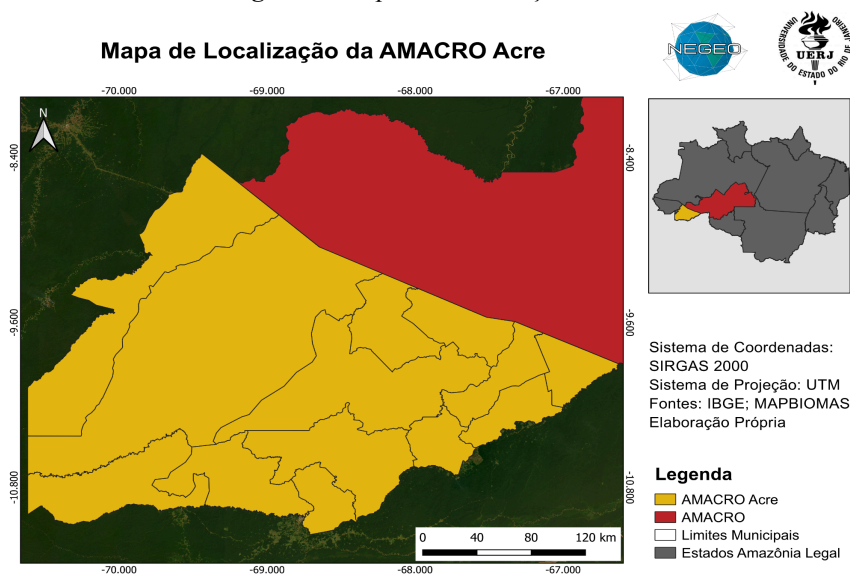 Mapa de Localização da AMACRO Acre
NEGEO
UNIVERSIDADE DO ESTADO DO RIO DE JANEIRO
UERJ
-70.000 -69.000 -68.000 -67.000
N
-8.400 -8.400
-9.600 -9.600
-10.800 -10.800
0 40 80 120 km
-70.000 -69.000 -68.000 -67.000
Sistema de Coordenadas:
SIRGAS 2000
Sistema de Projeção: UTM
Fontes: IBGE; MAPBIOMAS
Elaboração Própria
Legenda
AMACRO Acre
AMACRO
Limites Municipais
Estados Amazônia Legal